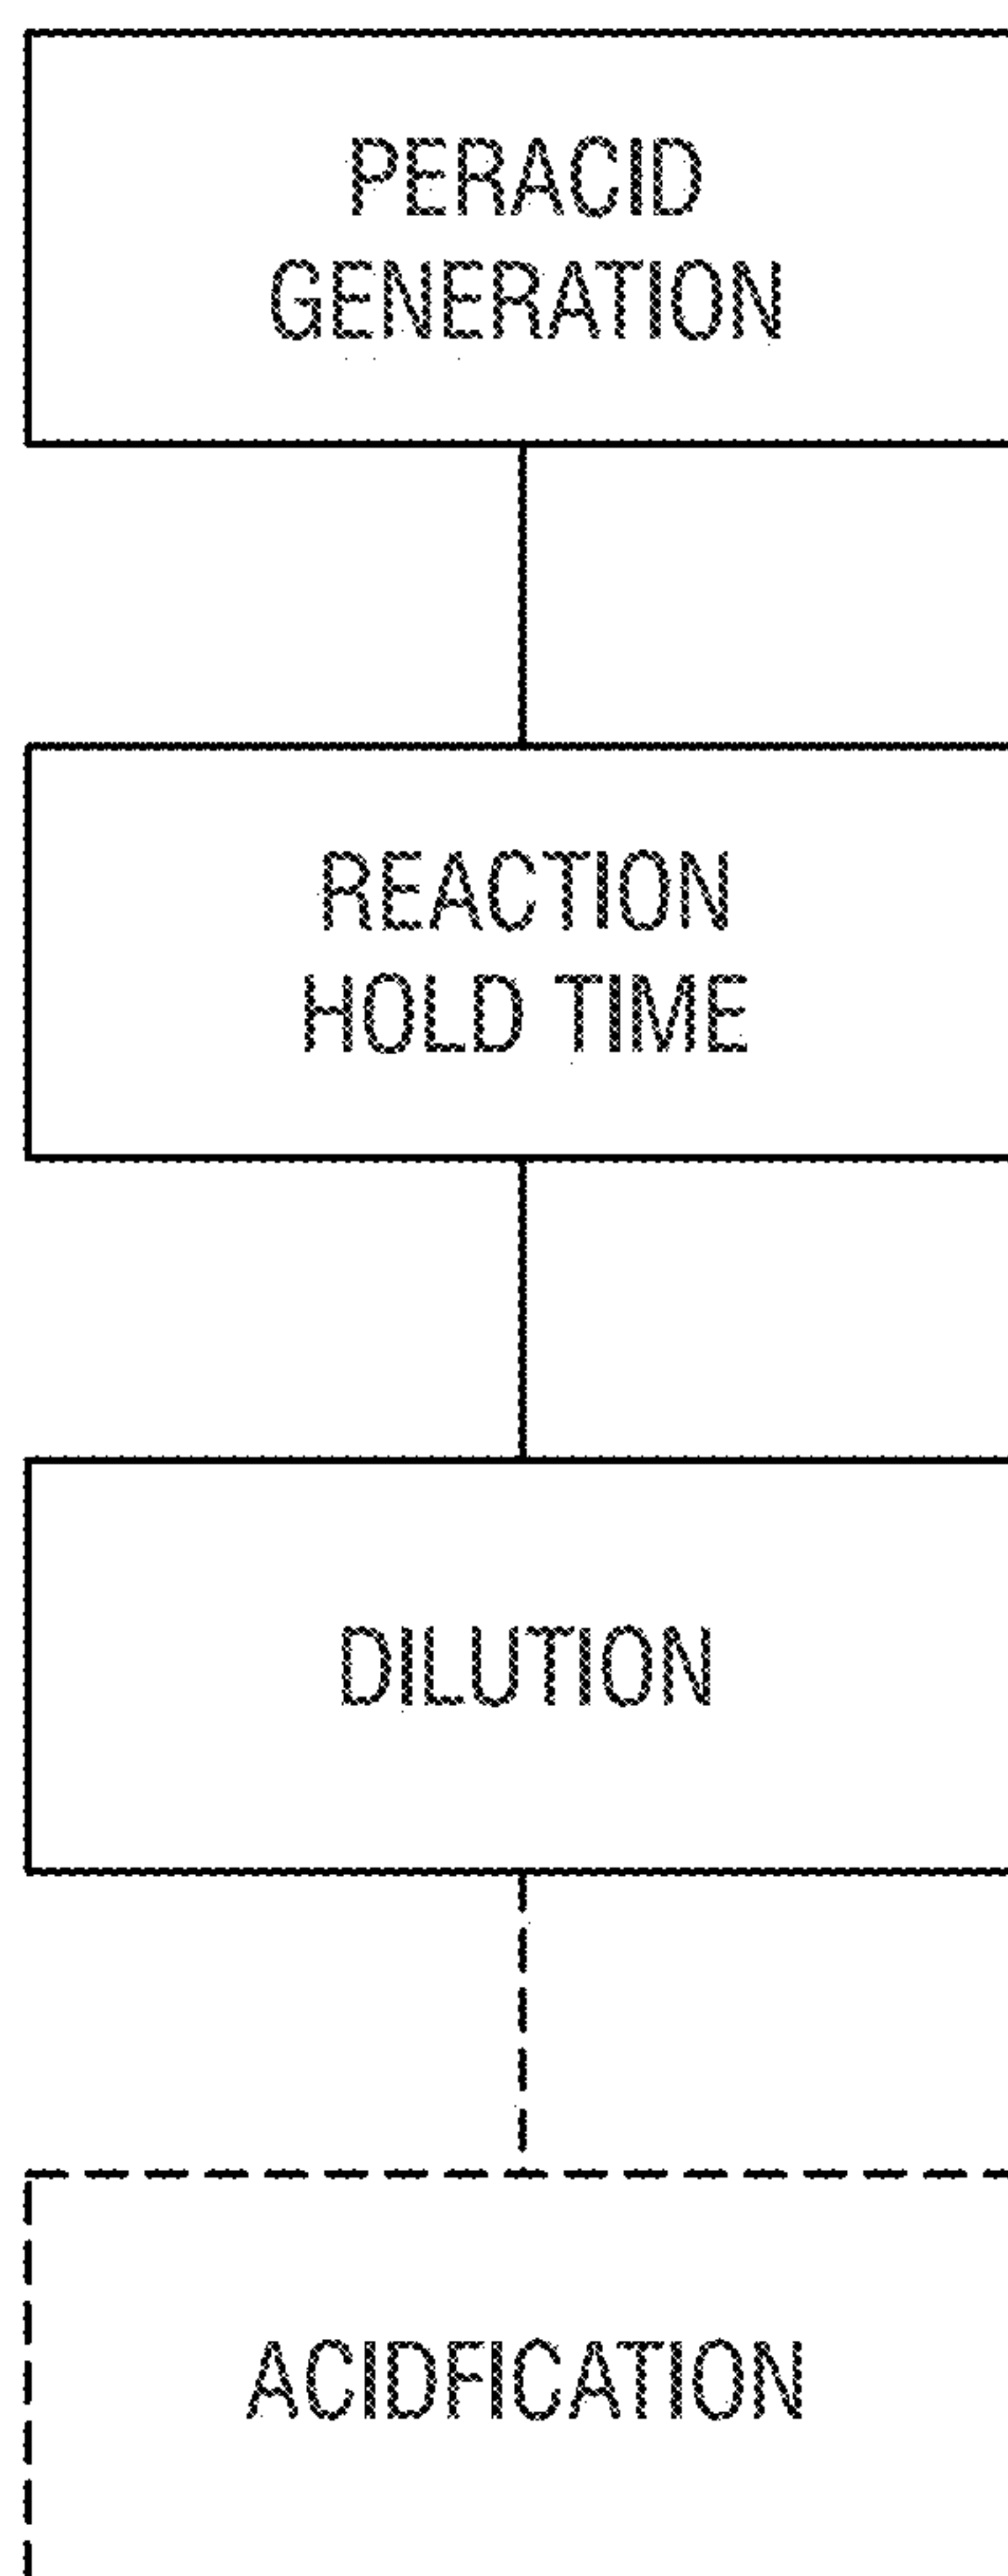 PERACID
GENERATION
REACTION
HOLD TIME
DILUTION
ACIDFICATION